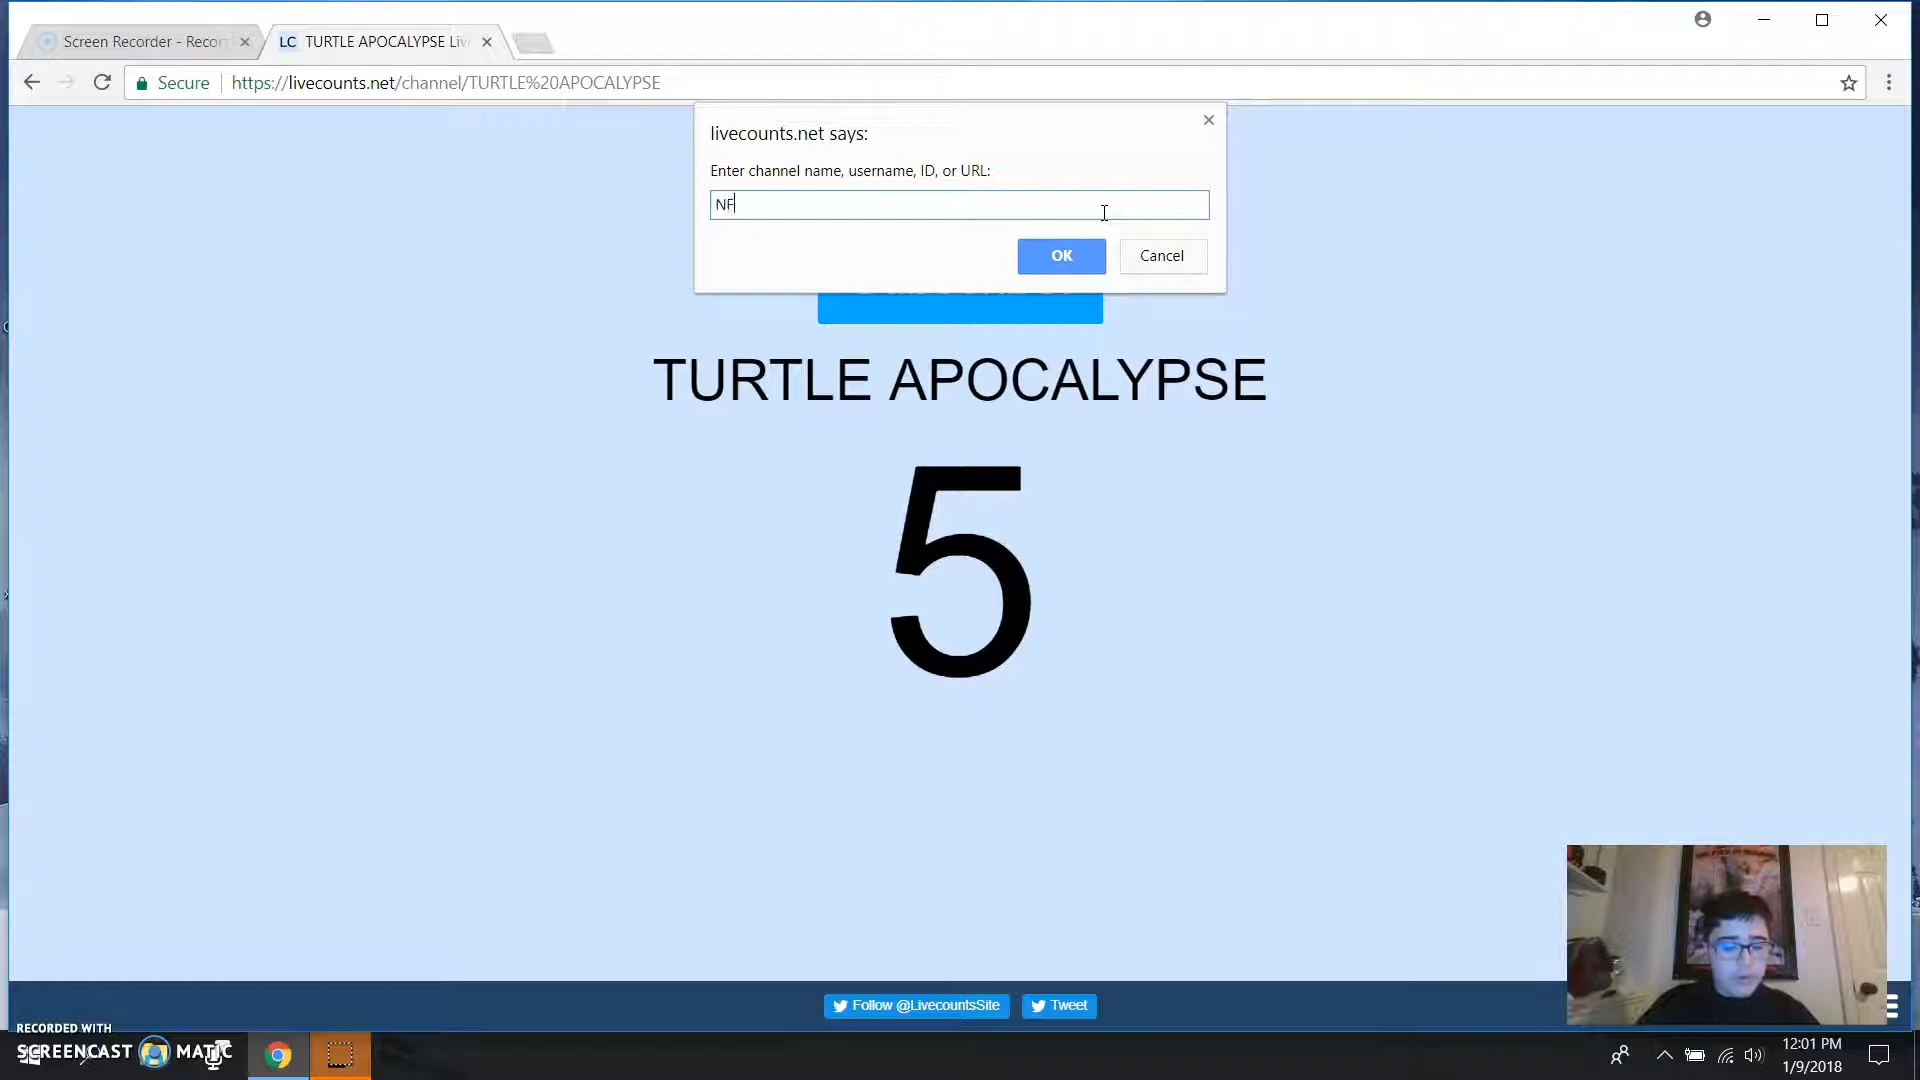 Screen Recorder - Recor
LC TURTLE APOCALYPSE Liv
Secure https://livecounts.net/channel/TURTLE%20APOCALYPSE
livecounts.net says:
Enter channel name, username, ID, or URL:
NF
OK
Cancel
TURTLE APOCALYPSE
5
Follow @LivecountsSite
Tweet
RECORDED WITH
SCREENCAST MATIC
12:01 PM
1/9/2018